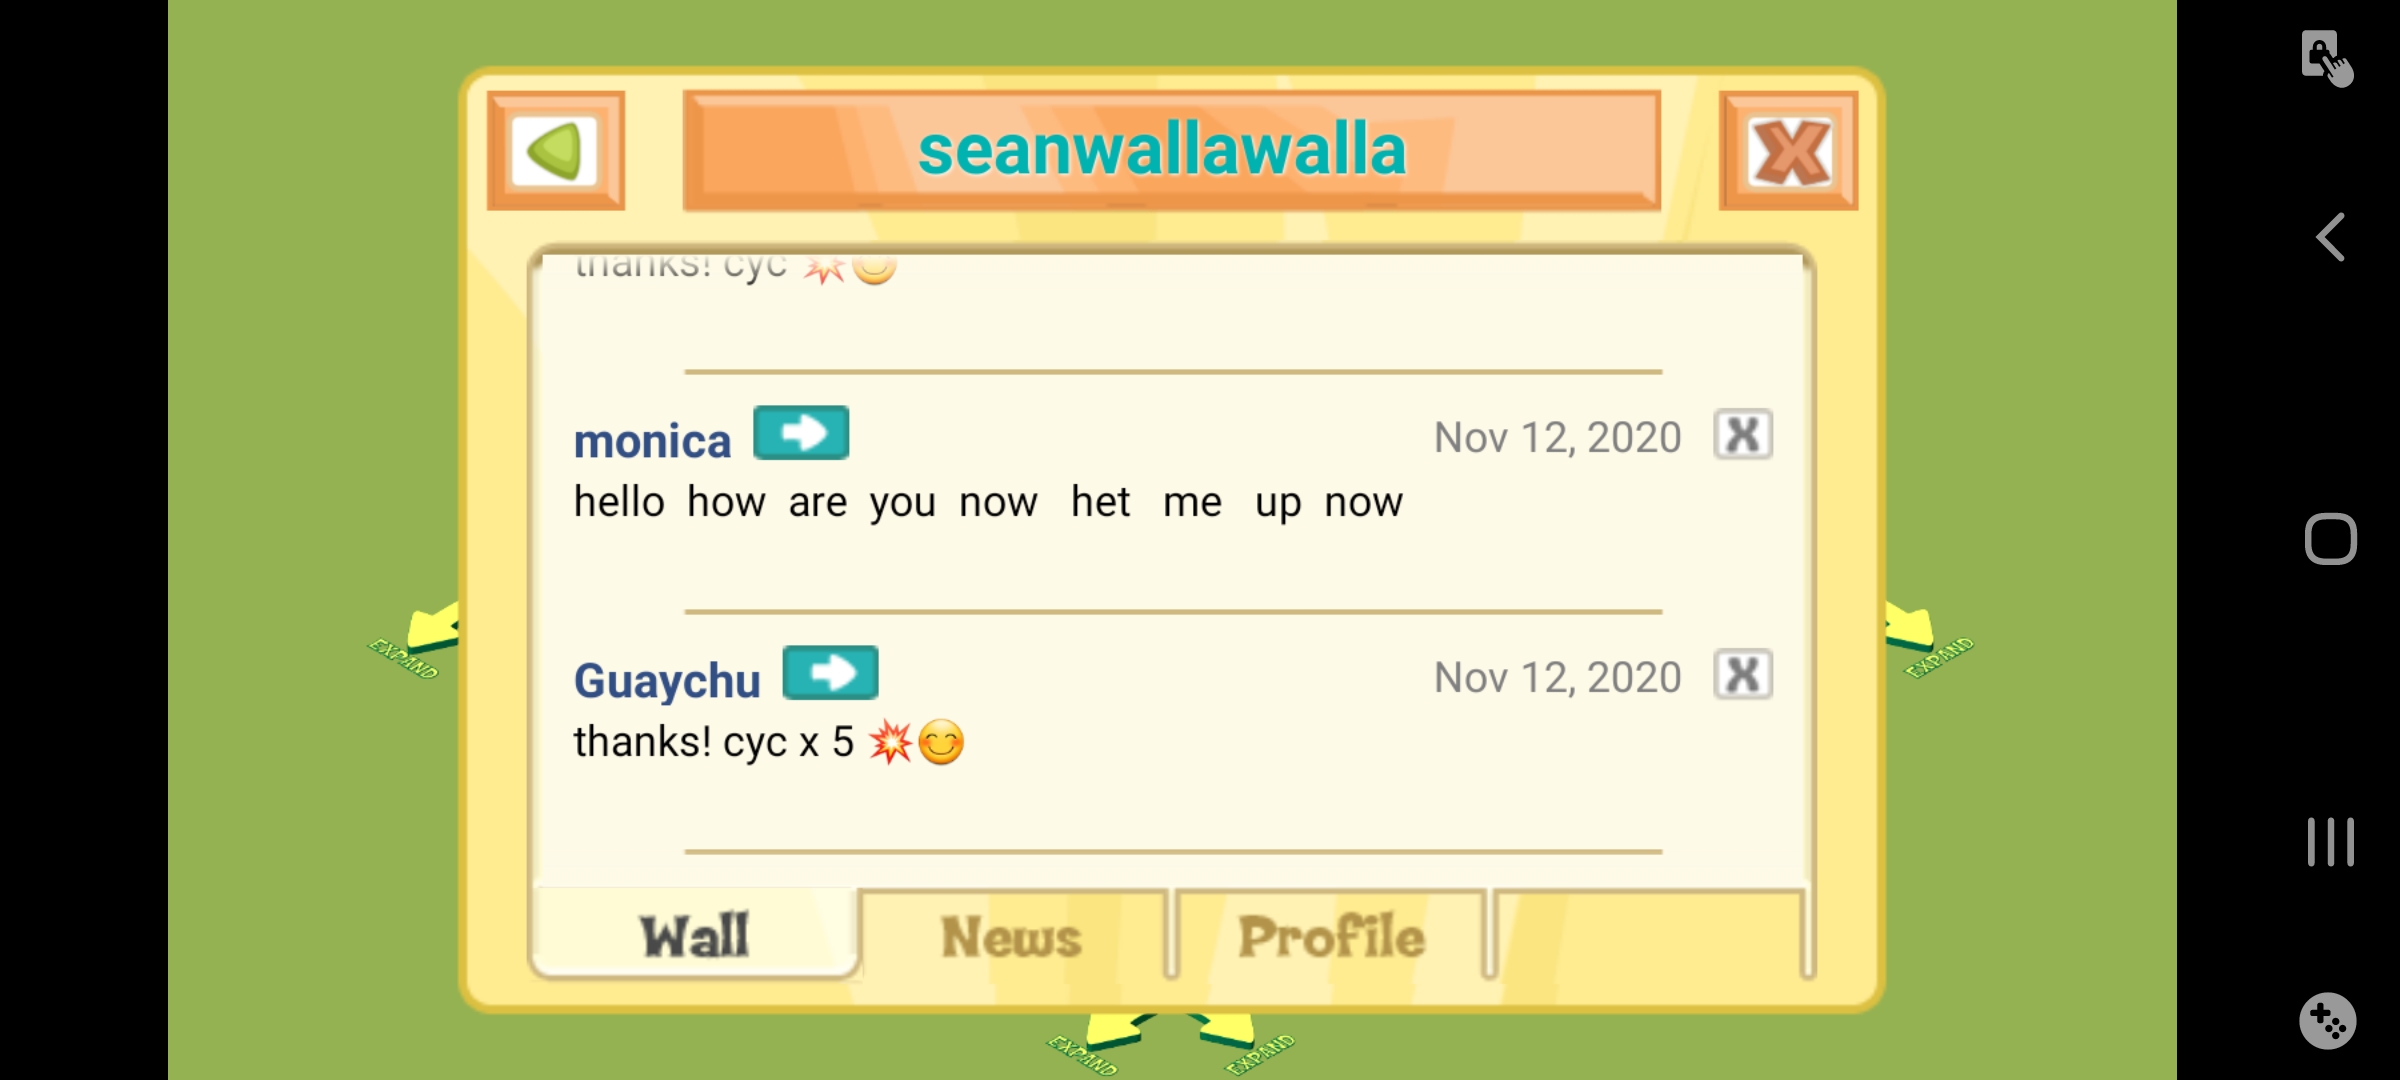 seanwallawalla
thanks! cyc 💥😊
monica
Nov 12, 2020
hello how are you now het me up now
Guaychu
Nov 12, 2020
thanks! cyc x 5 💥😊
EXPAND
EXPAND
Wall
News
Profile
EXPAND
EXPAND